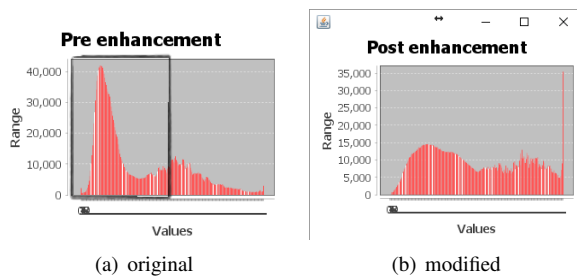 Pre enhancement
40,000
30,000
20,000
10,000
0
Range
Values
(a) original
Post enhancement
35,000
30,000
25,000
20,000
15,000
10,000
5,000
0
Range
Values
(b) modified